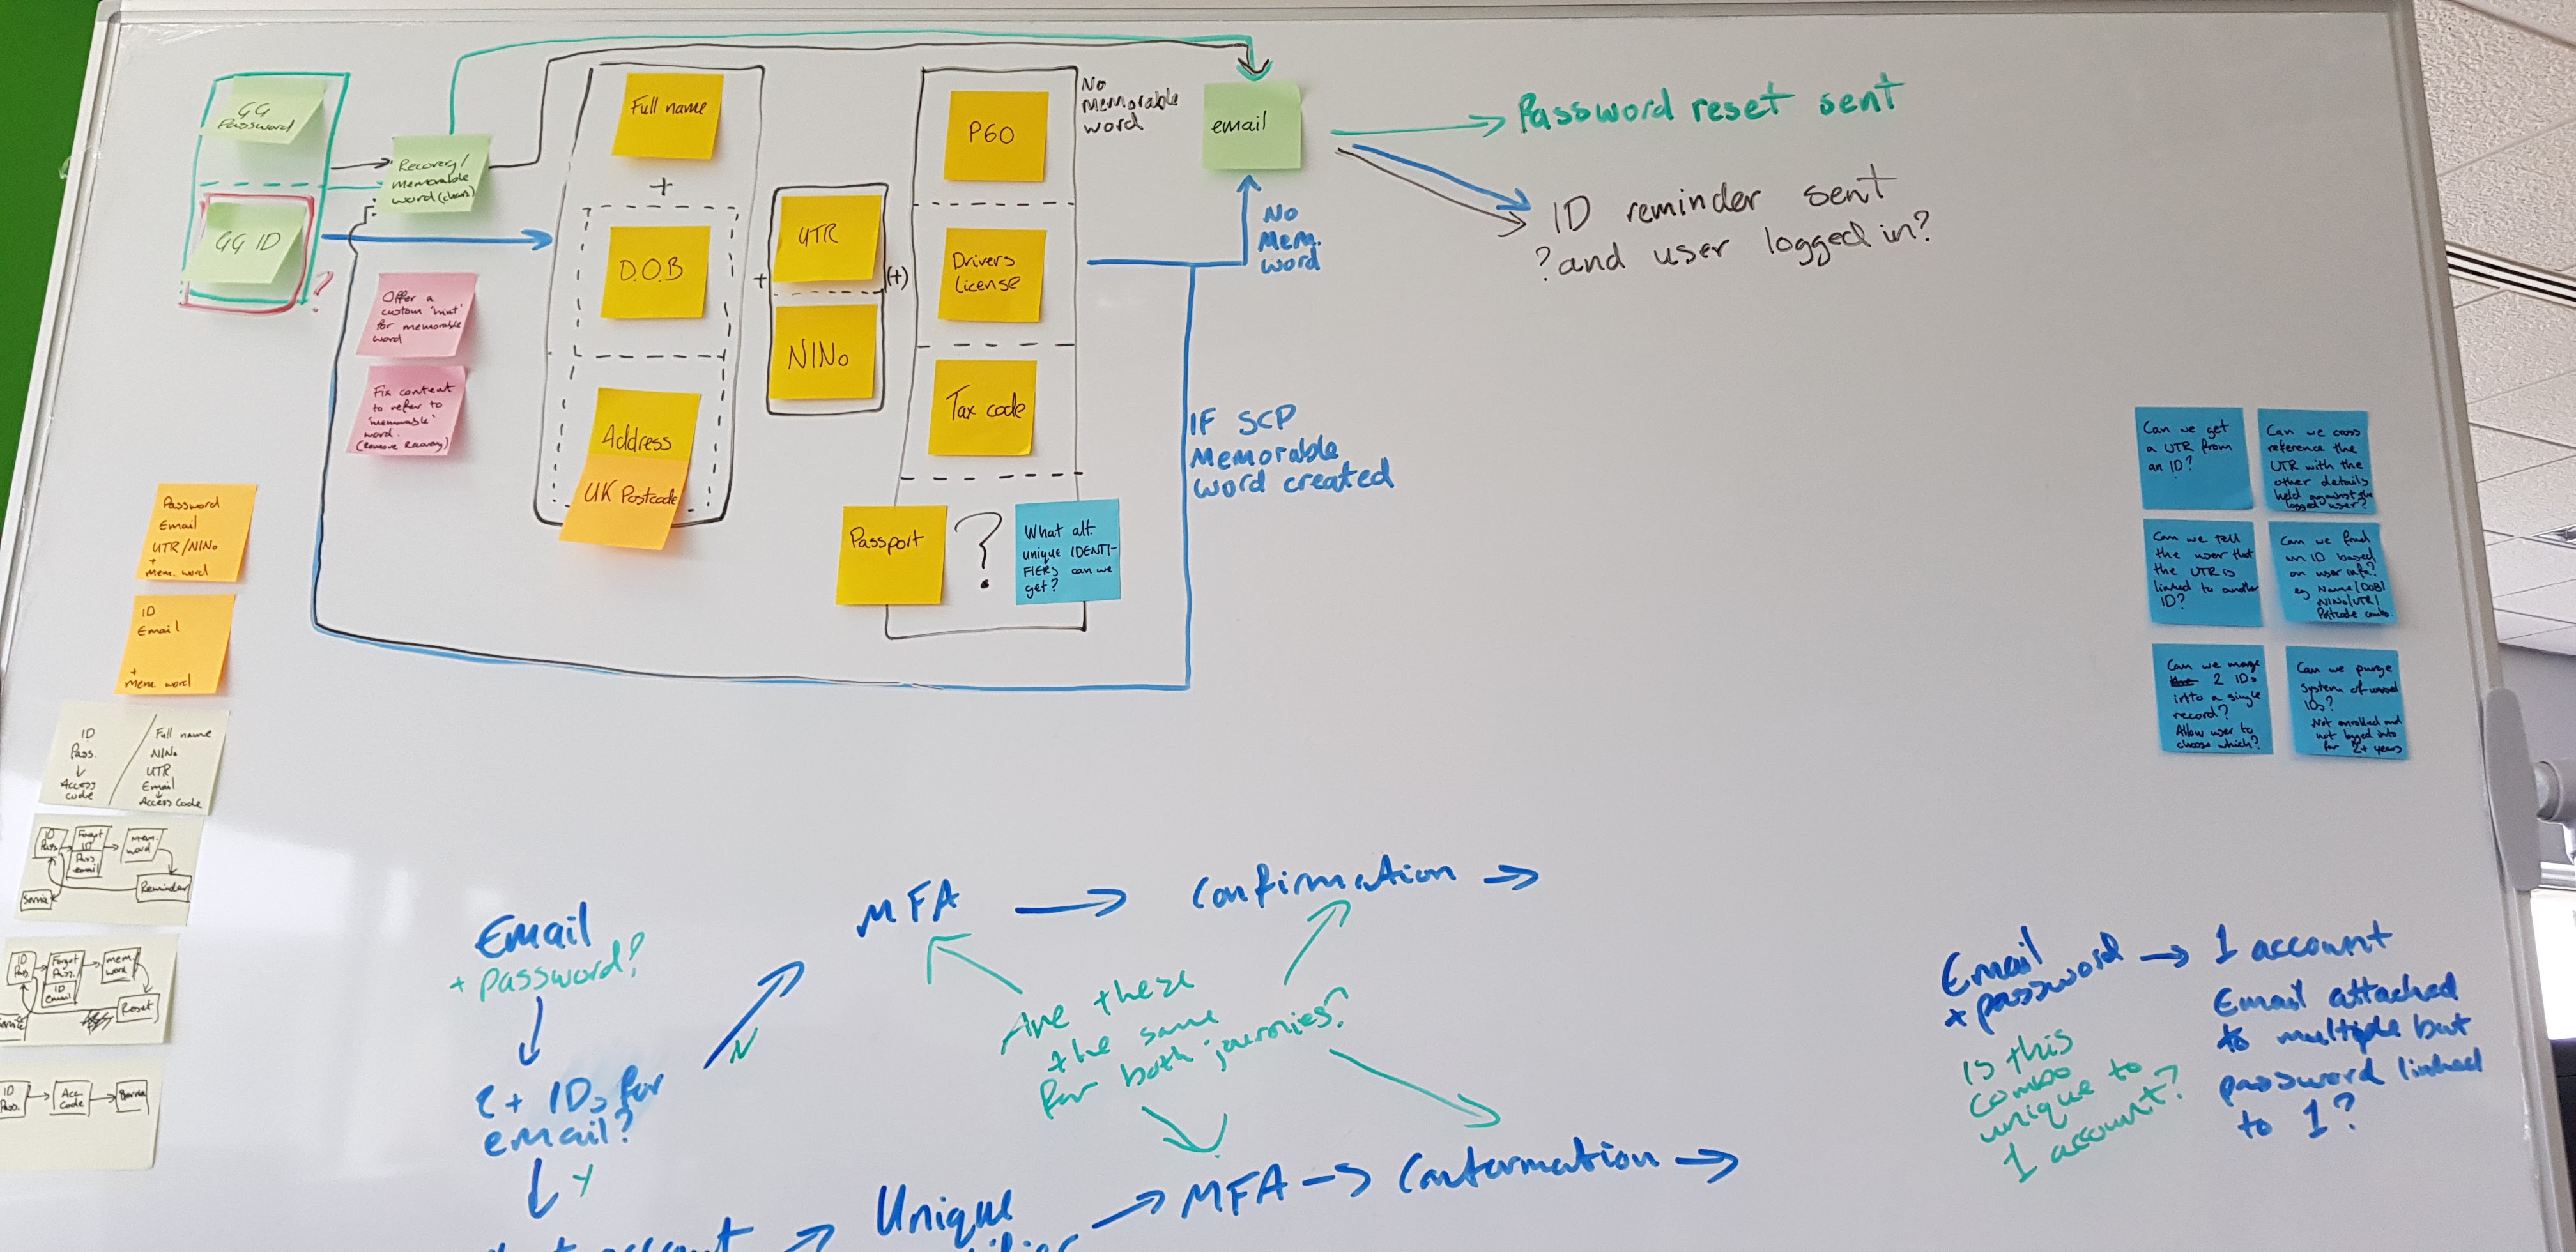 GG
Password
GG ID
?
Recovery/
memorable
word (clears)
Offer a
custom 'hint'
for memorable
word
Fix content
to refer to
'memorable'
word.
(remove Recovery)
Full name
+
D.O.B
Address
UK Postcode
+
UTR
NINo
(+)
P60
Drivers
License
Tax code
Passport
?
What alt.
unique IDENTI-
FIERS can we
get?
No
Memorable
word
email
No
Mem.
word
IF SCP
Memorable
word created
Password reset sent
ID reminder sent
?and user logged in?
Can we get
a UTR from
an ID?
Can we cross
reference the
UTR with the
other details
held against the
logged user?
Can we tell
the user that
the UTR is
linked to another
ID?
Can we find
an ID based
on user info?
eg Name/DOB/
NINo/UTR/
Postcode combo
Can we merge
2 IDs
into a single
record?
Allow user to
choose which?
Can we purge
system of unused
IDs?
Not enrolled and
not logged into
for 2+ years
Password
Email
UTR/NINo
+
Mem. word
ID
Email
+
Mem. word
ID
Pass.
Access
code
Full name
NINo
UTR
Email
Access Code
ID
Pass
Forgot
ID
Pass
email
mem.
word
Reminder
Service
ID
Pass
Forgot
Pass.
ID
email
mem.
word
Reset
ID
Pass.
Acc.
Code
Email
+ password?
2+ IDs for
email?
N
Y
MFA
Confirmation
Are these
the same
for both journies?
Unique
MFA
Confirmation
Email
+ password
1 account
Is this
combo
unique to
1 account?
Email attached
to multiple but
password linked
to 1?